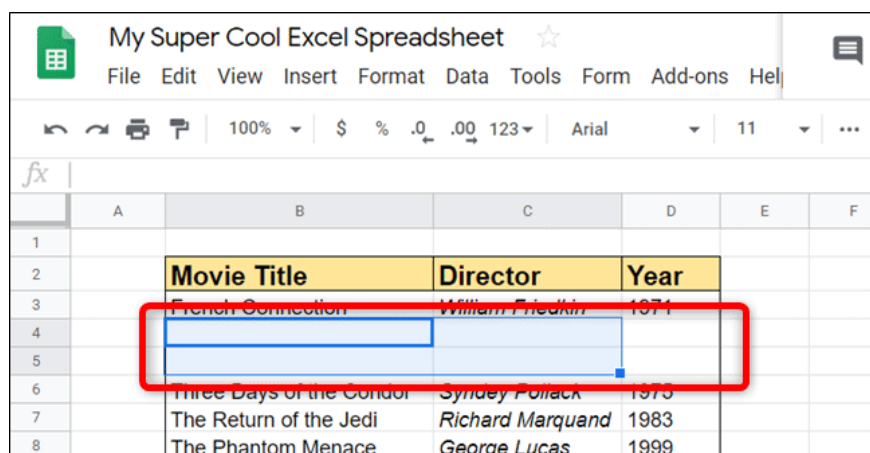 My Super Cool Excel Spreadsheet
File Edit View Insert Format Data Tools Form Add-ons Hel
100% $ % .0 .00 123 Arial 11 ...
fx
A B C D E F
1
2 Movie Title Director Year
3 French Connection William Friedkin 1971
4
5
6 Three Days of the Condor Syndey Pollack 1975
7 The Return of the Jedi Richard Marquand 1983
8 The Phantom Menace George Lucas 1999